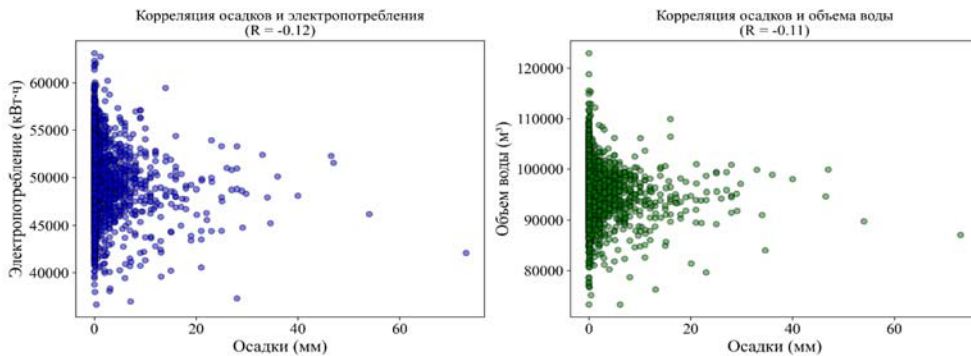 Корреляция осадков и электропотребления
(R = -0.12)
Электропотребление (кВт·ч)
60000
55000
50000
45000
40000
0
20
40
60
Осадки (мм)
Корреляция осадков и объема воды
(R = -0.11)
Объем воды (м³)
120000
110000
100000
90000
80000
0
20
40
60
Осадки (мм)